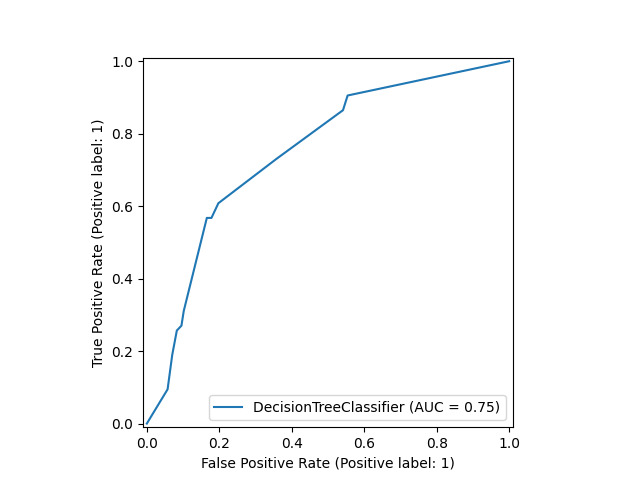 1.0
0.8
0.6
0.4
0.2
0.0
True Positive Rate (Positive label: 1)
DecisionTreeClassifier (AUC = 0.75)
0.0 0.2 0.4 0.6 0.8 1.0
False Positive Rate (Positive label: 1)